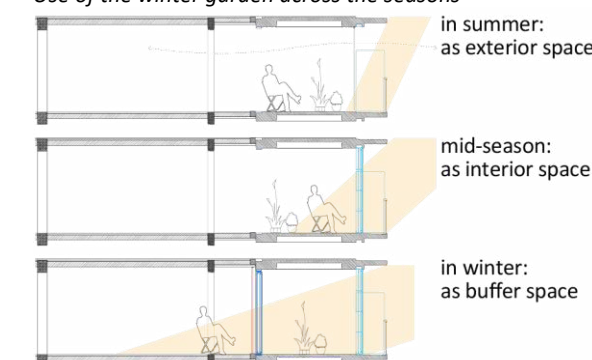 Use of the winter garden across the seasons
in summer:
as exterior space
mid-season:
as interior space
in winter:
as buffer space